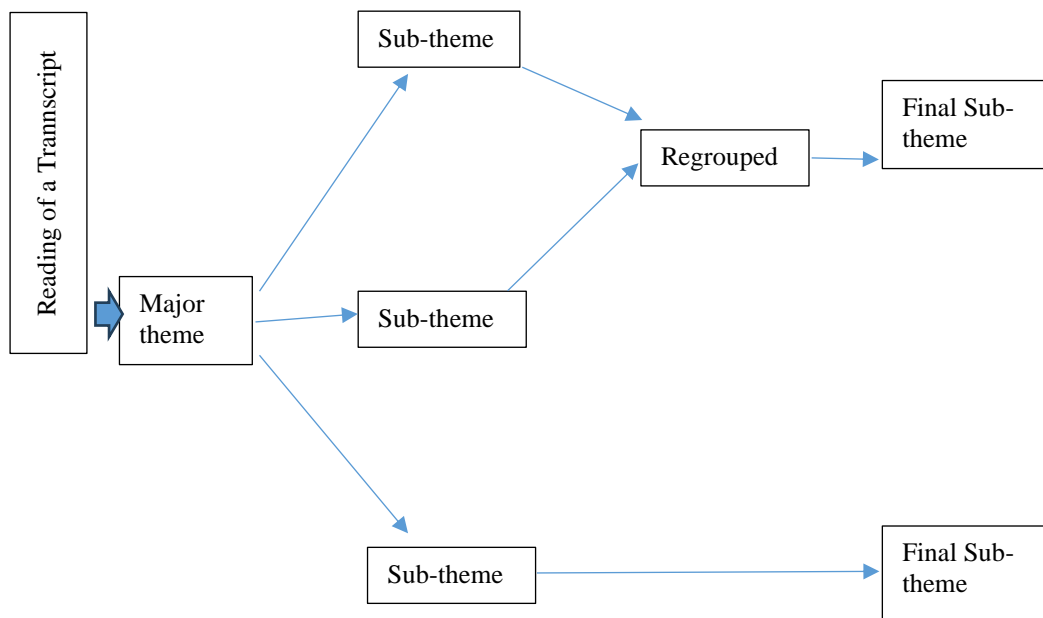 Reading of a Trannscript
Major
theme
Sub-theme
Sub-theme
Sub-theme
Regrouped
Final Sub-
theme
Final Sub-
theme